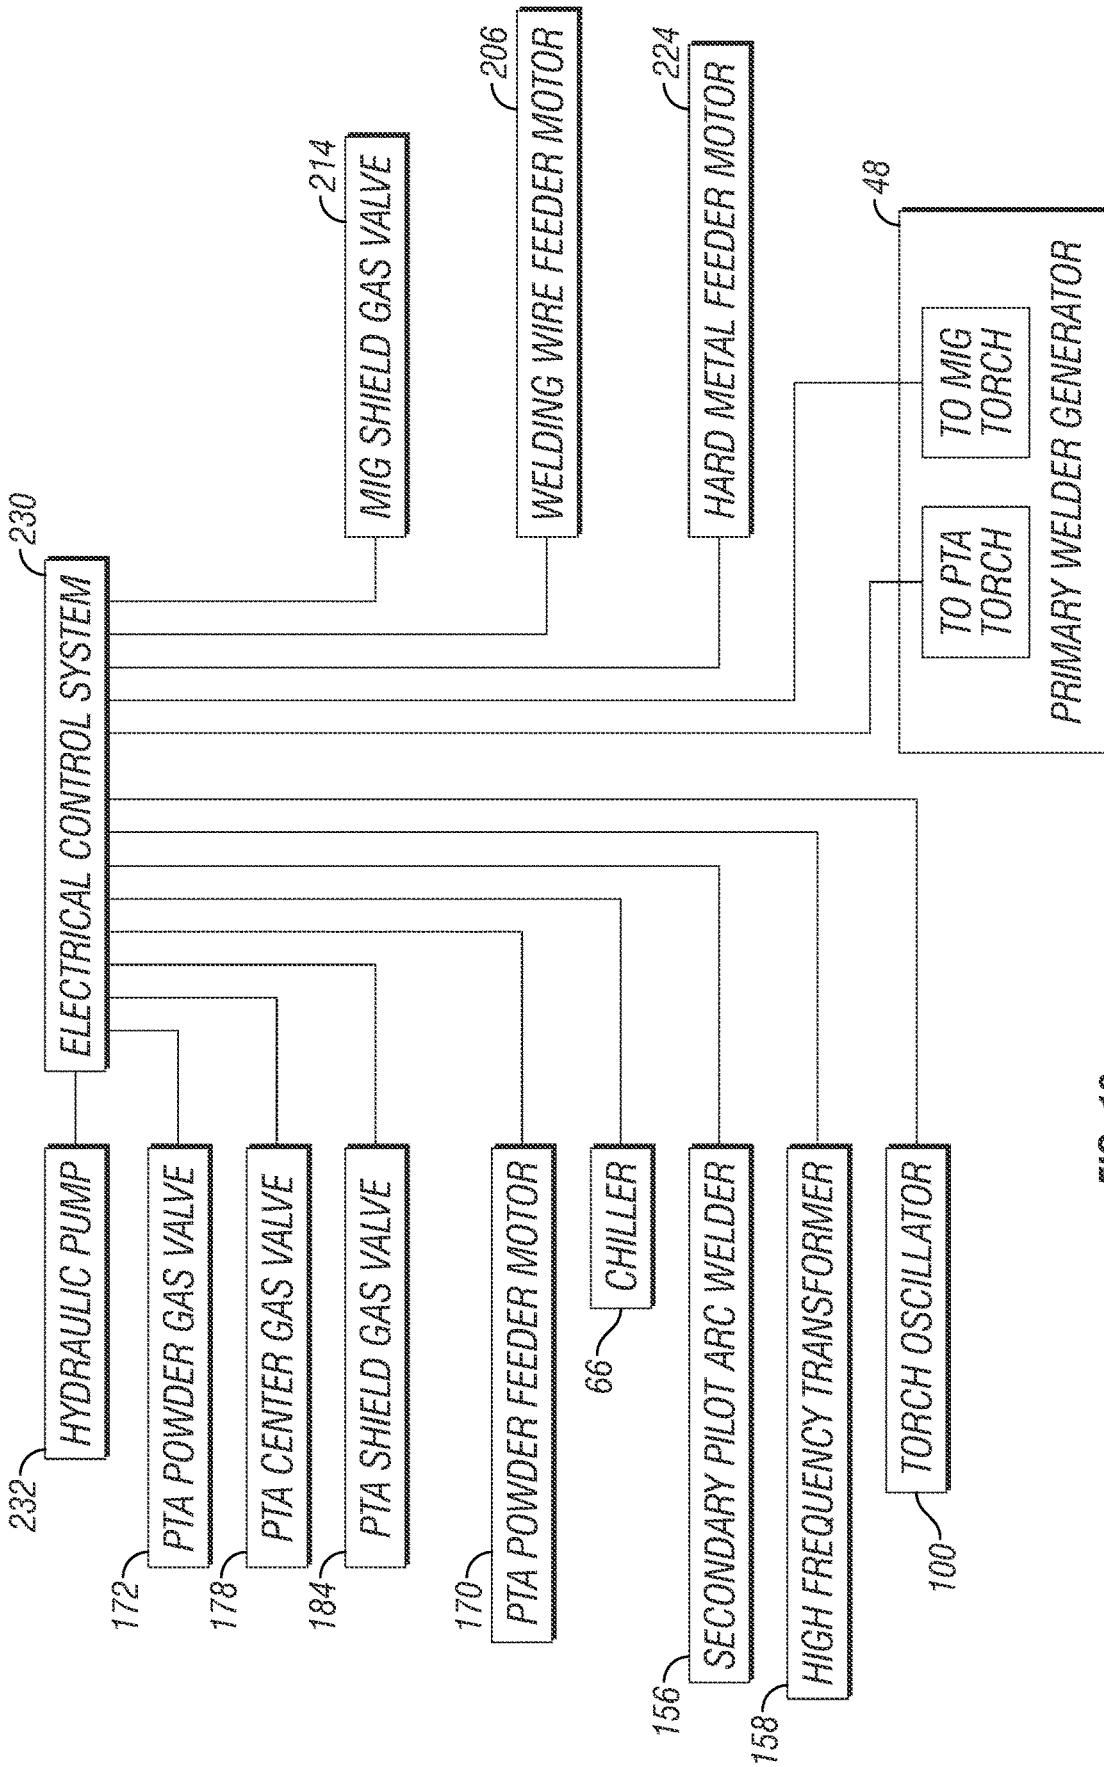 230
ELECTRICAL CONTROL SYSTEM
232
HYDRAULIC PUMP
172
PTA POWDER GAS VALVE
178
PTA CENTER GAS VALVE
184
PTA SHIELD GAS VALVE
170
PTA POWDER FEEDER MOTOR
66
CHILLER
156
SECONDARY PILOT ARC WELDER
158
HIGH FREQUENCY TRANSFORMER
100
TORCH OSCILLATOR
214
MIG SHIELD GAS VALVE
206
WELDING WIRE FEEDER MOTOR
224
HARD METAL FEEDER MOTOR
48
TO PTA
TORCH
TO MIG
TORCH
PRIMARY WELDER GENERATOR